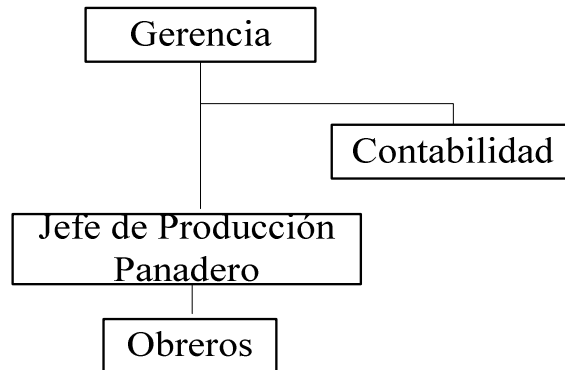 Gerencia
Contabilidad
Jefe de Producción
Panadero
Obreros